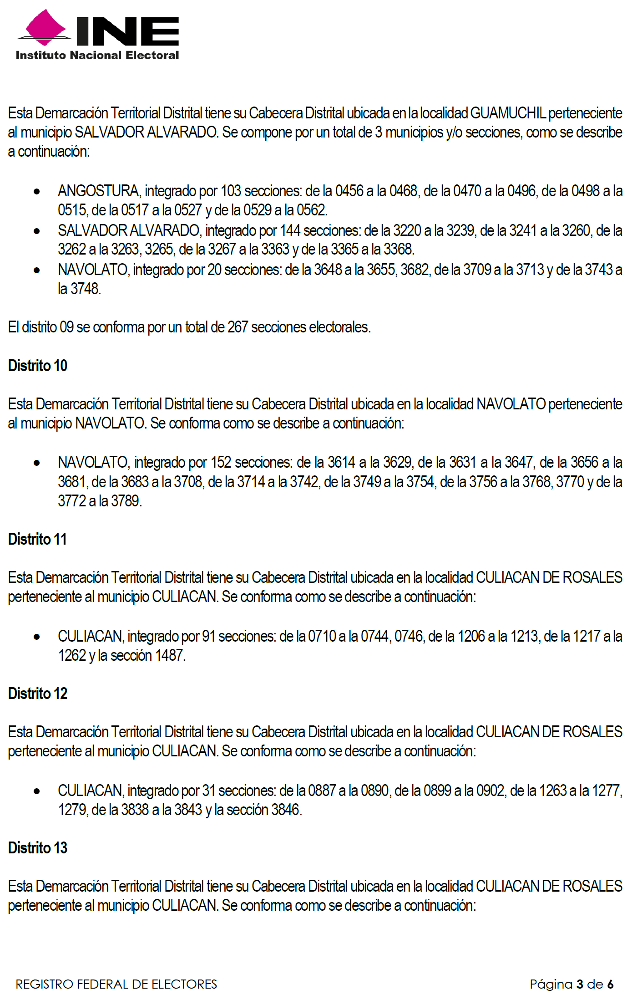 INE
Instituto Nacional Electoral
Esta Demarcación Territorial Distrital tiene su Cabecera Distrital ubicada en la localidad GUAMUCHIL perteneciente
al municipio SALVADOR ALVARADO. Se compone por un total de 3 municipios y/o secciones, como se describe
a continuación:
• ANGOSTURA, integrado por 103 secciones: de la 0456 a la 0468, de la 0470 a la 0496, de la 0498 a la
0515, de la 0517 a la 0527 y de la 0529 a la 0562.
• SALVADOR ALVARADO, integrado por 144 secciones: de la 3220 a la 3239, de la 3241 a la 3260, de la
3262 a la 3263, 3265, de la 3267 a la 3363 y de la 3365 a la 3368.
• NAVOLATO, integrado por 20 secciones: de la 3648 a la 3655, 3682, de la 3709 a la 3713 y de la 3743 a
la 3748.
El distrito 09 se conforma por un total de 267 secciones electorales.
Distrito 10
Esta Demarcación Territorial Distrital tiene su Cabecera Distrital ubicada en la localidad NAVOLATO perteneciente
al municipio NAVOLATO. Se conforma como se describe a continuación:
• NAVOLATO, integrado por 152 secciones: de la 3614 a la 3629, de la 3631 a la 3647, de la 3656 a la
3681, de la 3683 a la 3708, de la 3714 a la 3742, de la 3749 a la 3754, de la 3756 a la 3768, 3770 y de la
3772 a la 3789.
Distrito 11
Esta Demarcación Territorial Distrital tiene su Cabecera Distrital ubicada en la localidad CULIACAN DE ROSALES
perteneciente al municipio CULIACAN. Se conforma como se describe a continuación:
• CULIACAN, integrado por 91 secciones: de la 0710 a la 0744, 0746, de la 1206 a la 1213, de la 1217 a la
1262 y la sección 1487.
Distrito 12
Esta Demarcación Territorial Distrital tiene su Cabecera Distrital ubicada en la localidad CULIACAN DE ROSALES
perteneciente al municipio CULIACAN. Se conforma como se describe a continuación:
• CULIACAN, integrado por 31 secciones: de la 0887 a la 0890, de la 0899 a la 0902, de la 1263 a la 1277,
1279, de la 3838 a la 3843 y la sección 3846.
Distrito 13
Esta Demarcación Territorial Distrital tiene su Cabecera Distrital ubicada en la localidad CULIACAN DE ROSALES
perteneciente al municipio CULIACAN. Se conforma como se describe a continuación:
REGISTRO FEDERAL DE ELECTORES Página 3 de 6